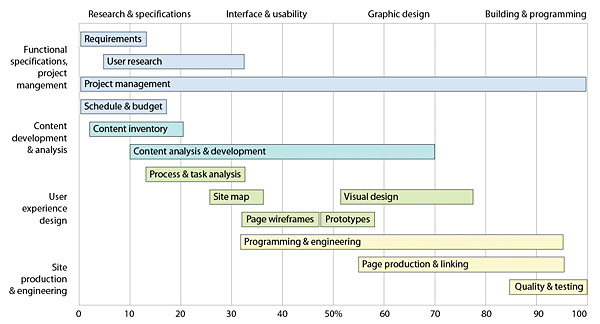 Research & specifications
Interface & usability
Graphic design
Building & programming
Functional
specifications,
project
mangement
Requirements
User research
Project management
Schedule & budget
Content
development
& analysis
Content inventory
Content analysis & development
Process & task analysis
User
experience
design
Site map
Visual design
Page wireframes
Prototypes
Programming & engineering
Site
production
& engineering
Page production & linking
Quality & testing
0 10 20 30 40 50% 60 70 80 90 100